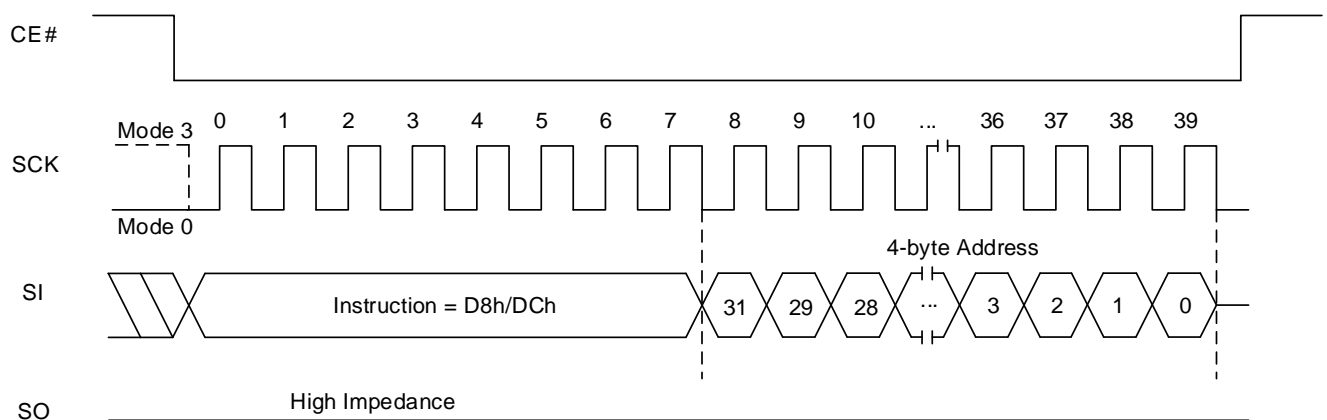 CE#
0 1 2 3 4 5 6 7 8 9 10 ... 36 37 38 39
Mode 3
SCK
Mode 0
4-byte Address
SI
Instruction = D8h/DCh 31 29 28 ... 3 2 1 0
High Impedance
SO